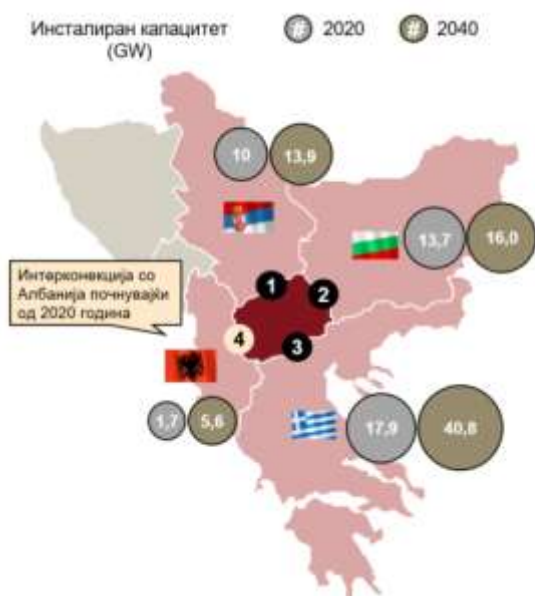 Инсталиран капацитет
(GW)
# 2020
# 2040
10
13,9
13,7
16,0
Интерконекција со
Албанија почнувајќи
од 2020 година
1
2
3
4
1,7
5,6
17,9
40,8